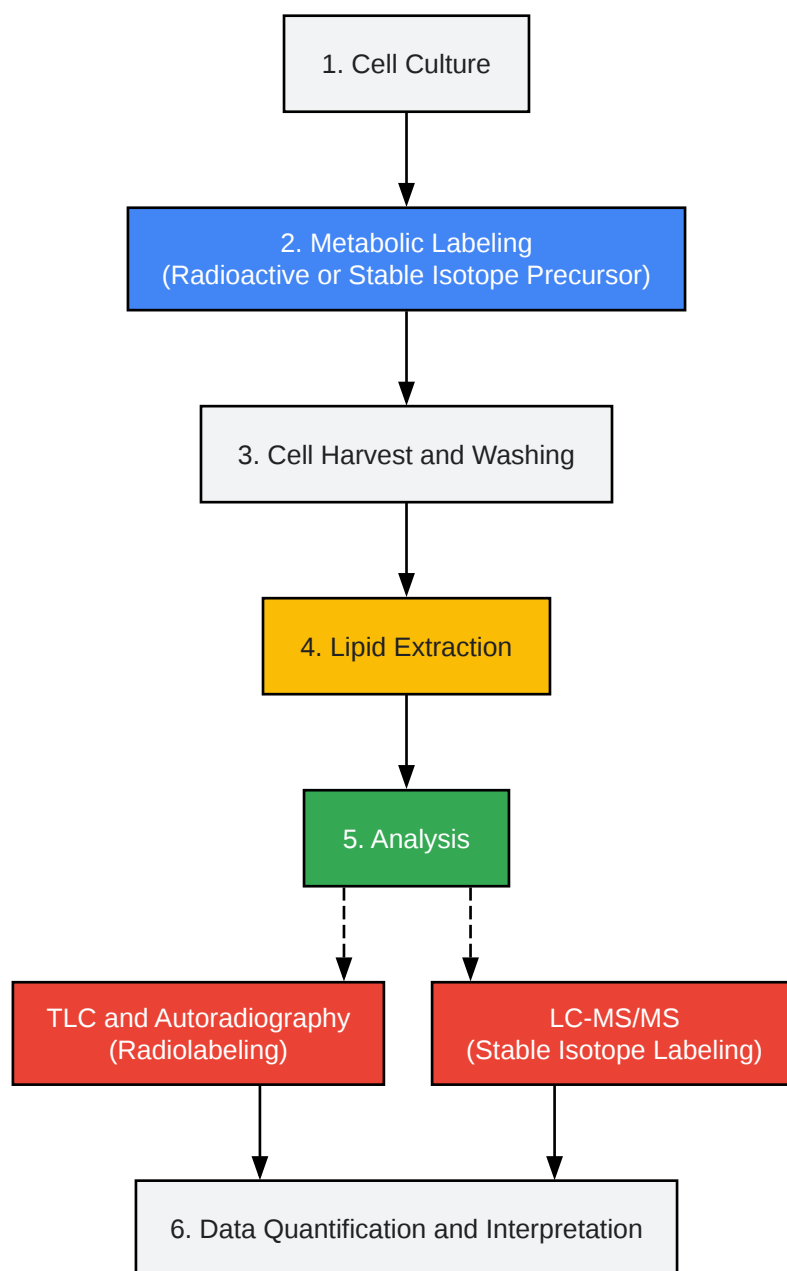 1. Cell Culture
2. Metabolic Labeling
(Radioactive or Stable Isotope Precursor)
3. Cell Harvest and Washing
4. Lipid Extraction
5. Analysis
TLC and Autoradiography
(Radiolabeling)
LC-MS/MS
(Stable Isotope Labeling)
6. Data Quantification and Interpretation